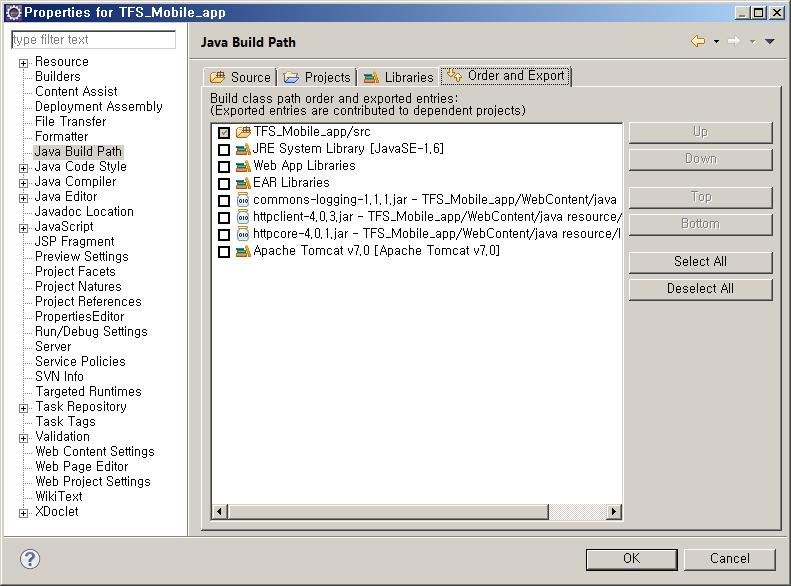 Properties for TFS_Mobile_app
type filter text
Resource
Builders
Content Assist
Deployment Assembly
File Transfer
Formatter
Java Build Path
Java Code Style
Java Compiler
Java Editor
Javadoc Location
JavaScript
JSP Fragment
Preview Settings
Project Facets
Project Natures
Project References
PropertiesEditor
Run/Debug Settings
Server
Service Policies
SVN Info
Targeted Runtimes
Task Repository
Task Tags
Validation
Web Content Settings
Web Page Editor
Web Project Settings
WikiText
XDoclet
Java Build Path
Source
Projects
Libraries
Order and Export
Build class path order and exported entries:
(Exported entries are contributed to dependent projects)
TFS_Mobile_app/src
JRE System Library [JavaSE-1.6]
Web App Libraries
EAR Libraries
commons-logging-1.1.1.jar - TFS_Mobile_app/WebContent/java
httpclient-4.0.3.jar - TFS_Mobile_app/WebContent/java resource/
httpcore-4.0.1.jar - TFS_Mobile_app/WebContent/java resource/l
Apache Tomcat v7.0 [Apache Tomcat v7.0]
Up
Down
Top
Bottom
Select All
Deselect All
OK
Cancel